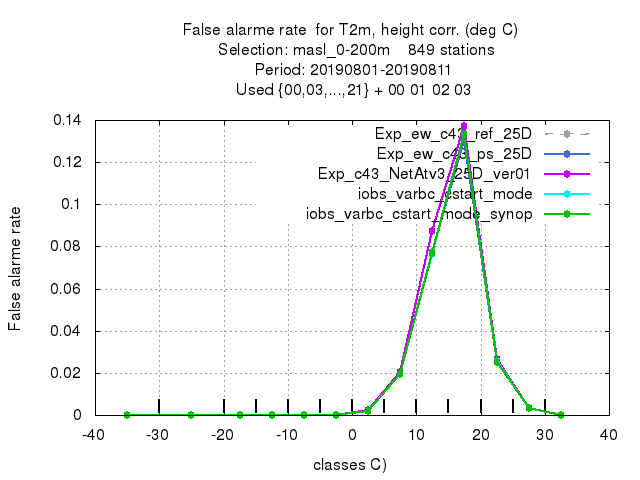 False alarme rate  for T2m, height corr. (deg C)
Selection: masl_0-200m    849 stations
Period: 20190801-20190811
Used {00,03,...,21} + 00 01 02 03
Exp_ew_c43_ref_25D
Exp_ew_c43_ps_25D
Exp_c43_NetAtv3_25D_ver01
iobs_varbc_cstart_mode
iobs_varbc_cstart_mode_synop
False alarme rate
0.14
0.12
0.1
0.08
0.06
0.04
0.02
0
-40 -30 -20 -10 0 10 20 30 40
classes C)